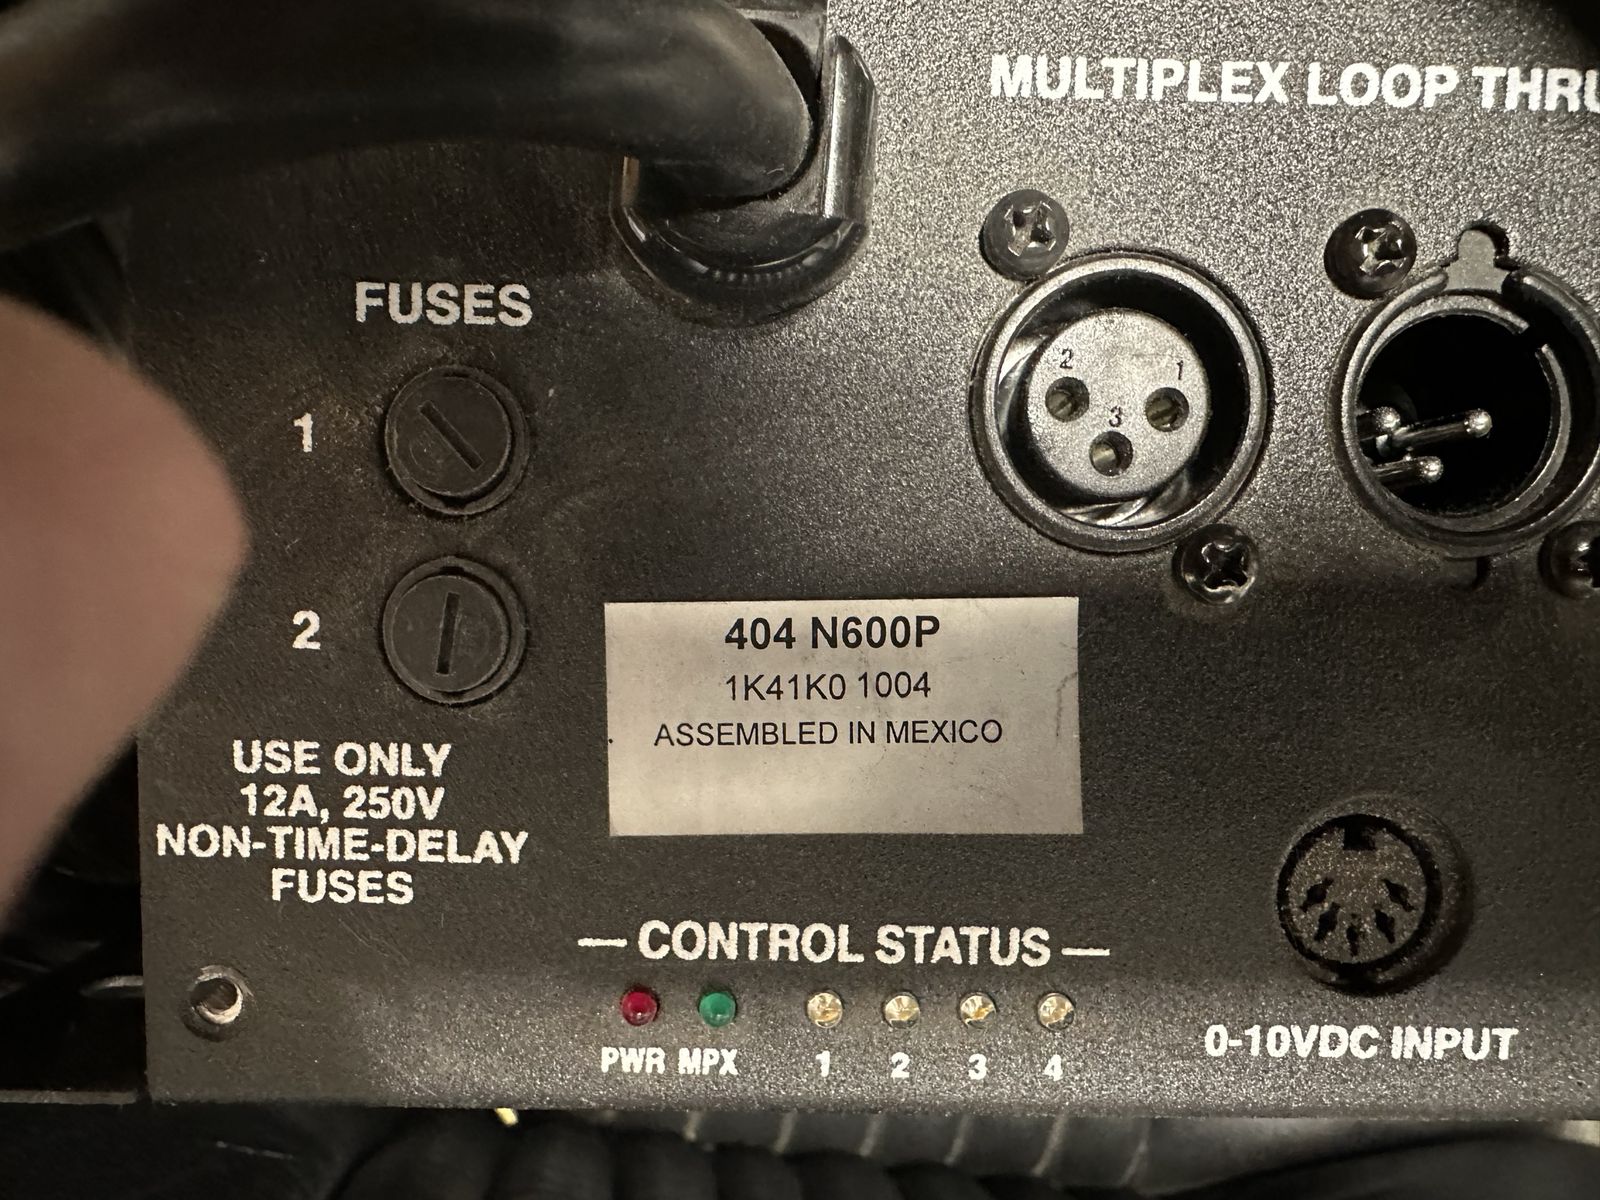 MULTIPLEX LOOP THRU
FUSES
1
2
1
3
2
404 N600P
1K41K0 1004
ASSEMBLED IN MEXICO
USE ONLY
12A, 250V
NON-TIME-DELAY
FUSES
— CONTROL STATUS —
PWR MPX 1 2 3 4
0-10VDC INPUT